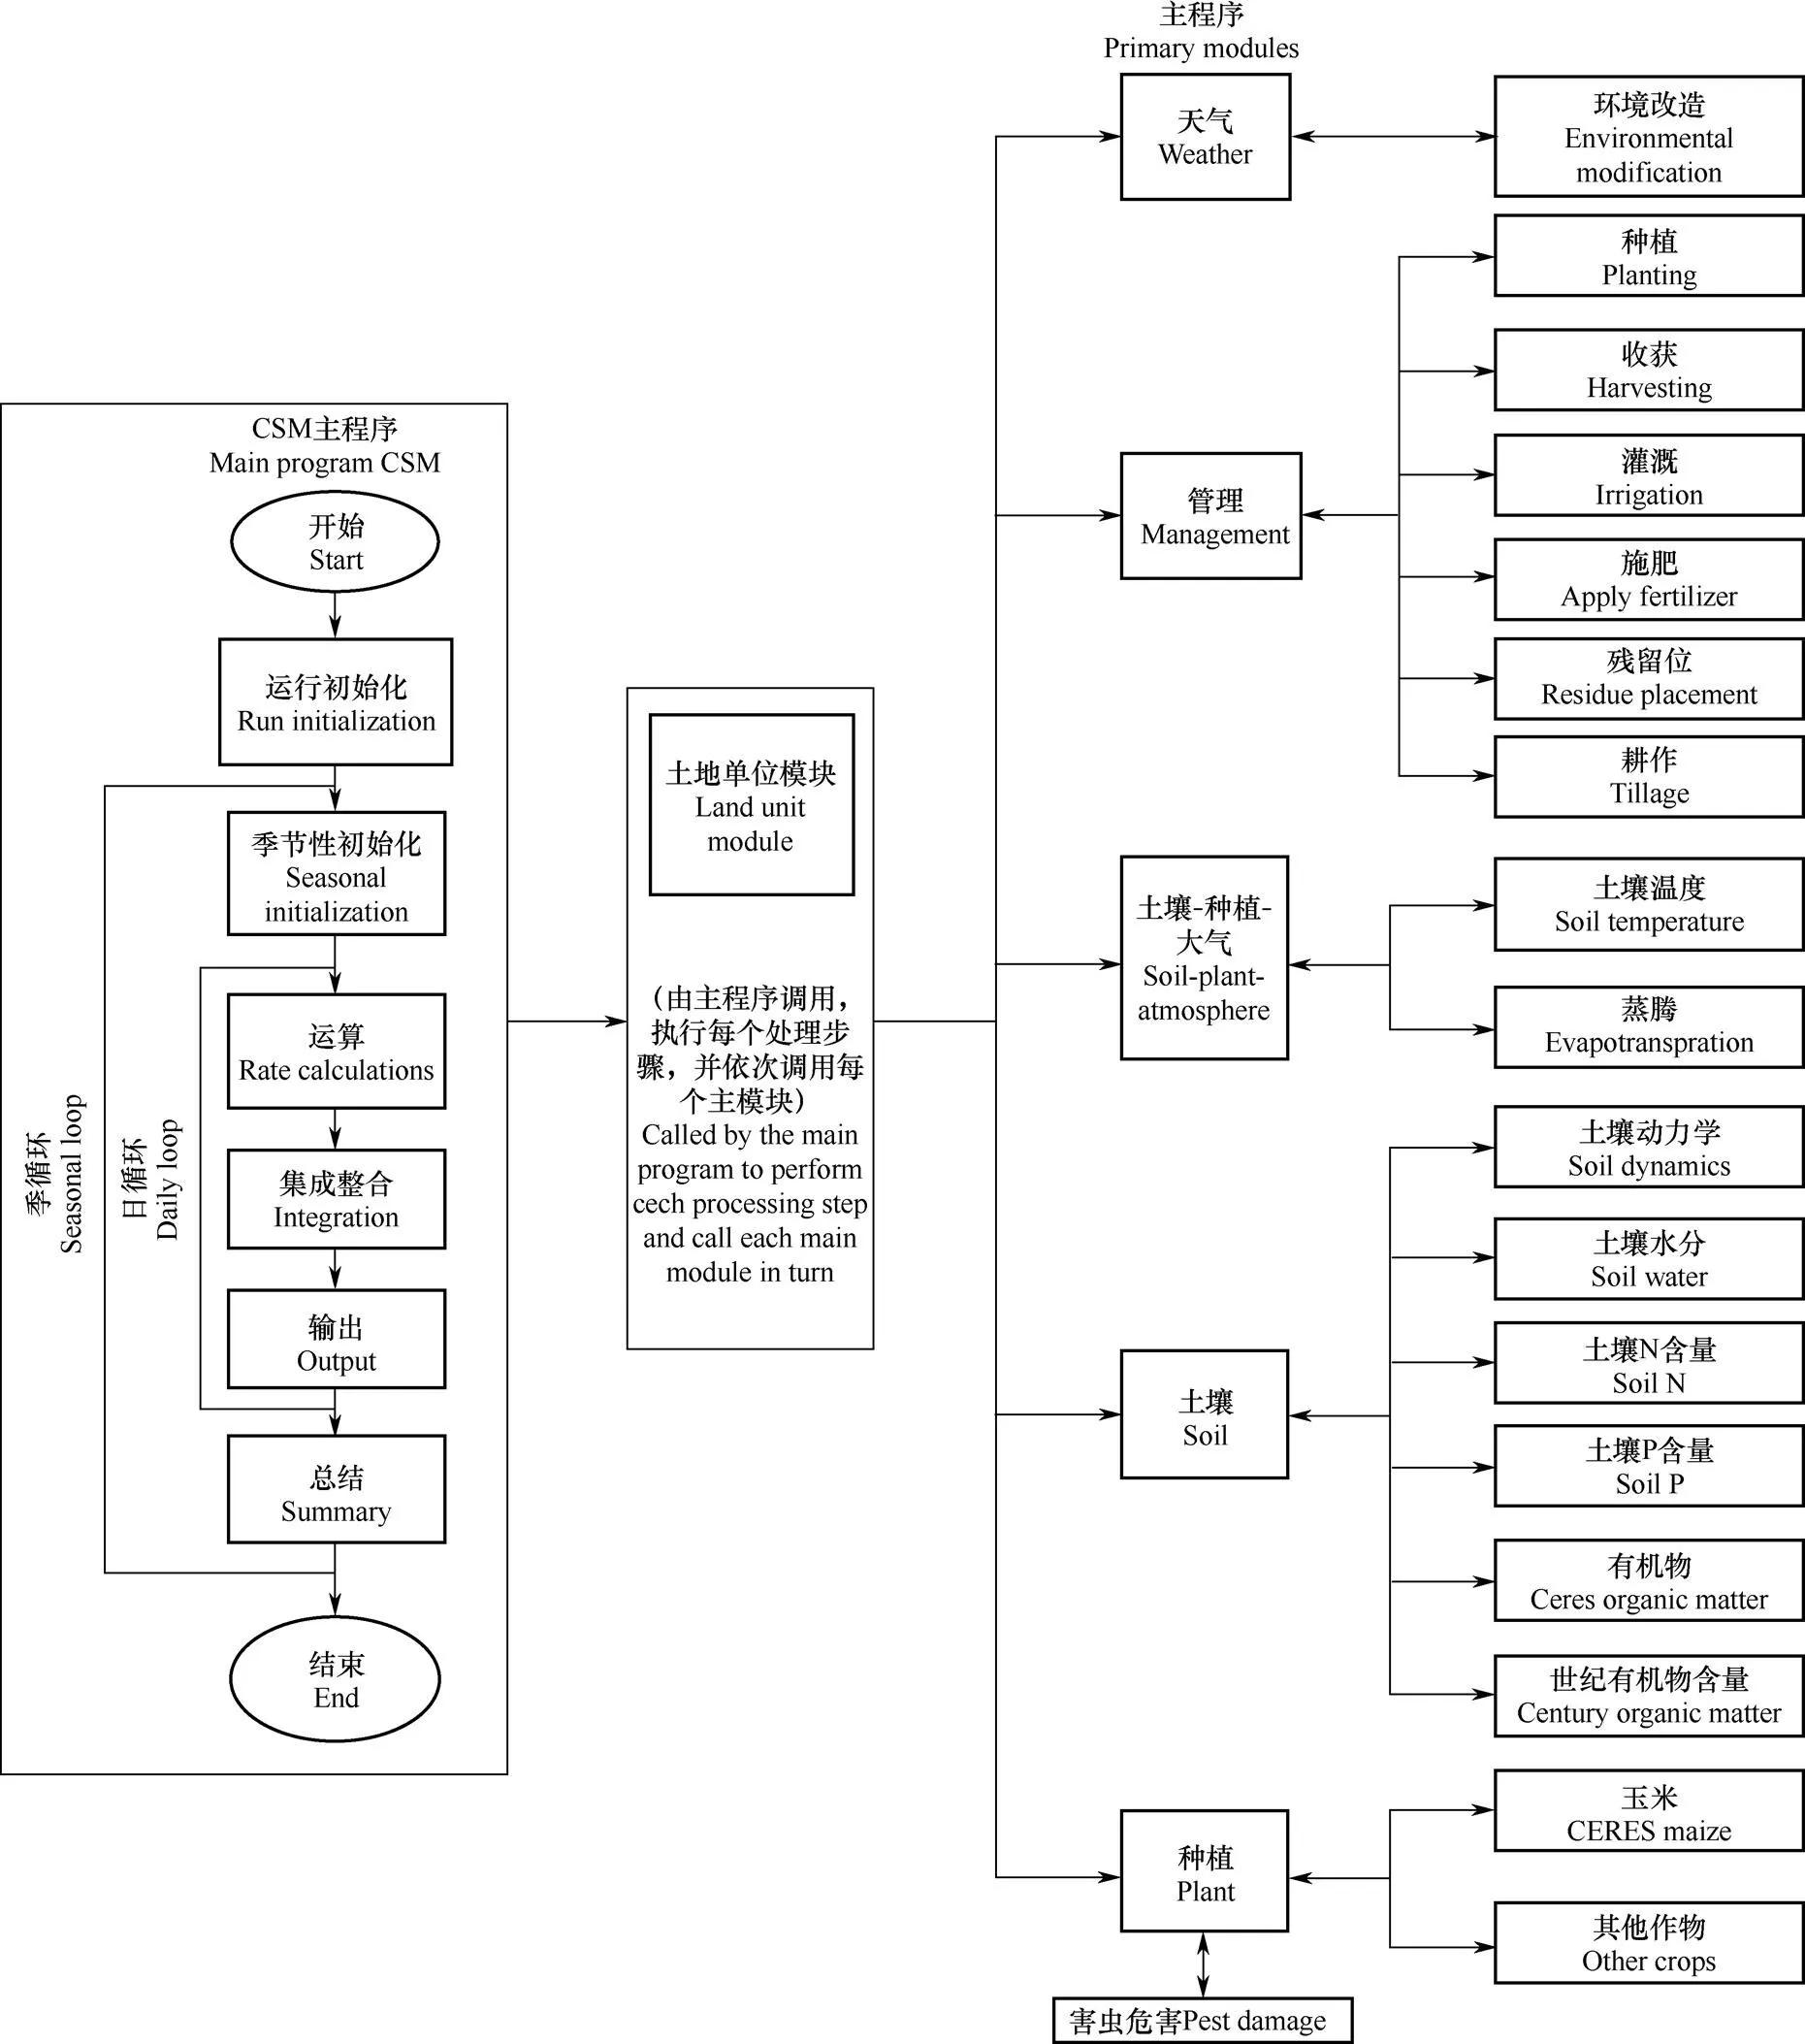 主程序
Primary modules
天气
Weather
环境改造
Environmental
modification
种植
Planting
收获
Harvesting
CSM主程序
Main program CSM
开始
Start
运行初始化
Run initialization
季节性初始化
Seasonal
initialization
运算
Rate calculations
集成整合
Integration
输出
Output
总结
Summary
结束
End
季循环
Seasonal loop
日循环
Daily loop
土地单位模块
Land unit
module
（由主程序调用，
执行每个处理步
骤，并依次调用每
个主模块）
Called by the main
program to perform
cech processing step
and call each main
module in turn
管理
Management
灌溉
Irrigation
施肥
Apply fertilizer
残留位
Residue placement
耕作
Tillage
土壤-种植-
大气
Soil-plant-
atmosphere
土壤温度
Soil temperature
蒸腾
Evapotranspration
土壤
Soil
土壤动力学
Soil dynamics
土壤水分
Soil water
土壤N含量
Soil N
土壤P含量
Soil P
有机物
Ceres organic matter
世纪有机物含量
Century organic matter
种植
Plant
玉米
CERES maize
其他作物
Other crops
害虫危害Pest damage